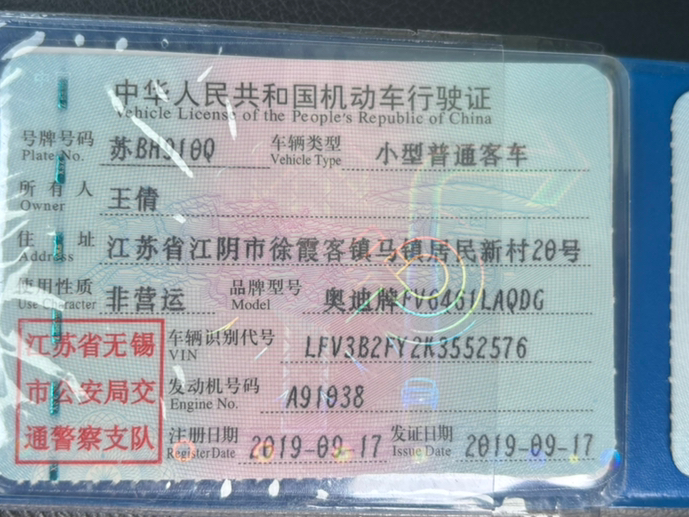 中华人民共和国机动车行驶证
Vehicle License of the People's Republic of China
号牌号码 苏BH910Q 车辆类型 小型普通客车
Plate No. Vehicle Type
所有人 王倩
Owner
住址 江苏省江阴市徐霞客镇马镇居民新村20号
Address
使用性质 非营运 品牌型号 奥迪牌FV6461LAQDG
Use Character Model
江苏省无锡 车辆识别代号 LFV3B2FY2K3552576
VIN
市公安局交 发动机号码 A91038
Engine No.
通警察支队 注册日期 2019-09-17 发证日期 2019-09-17
Register Date Issue Date